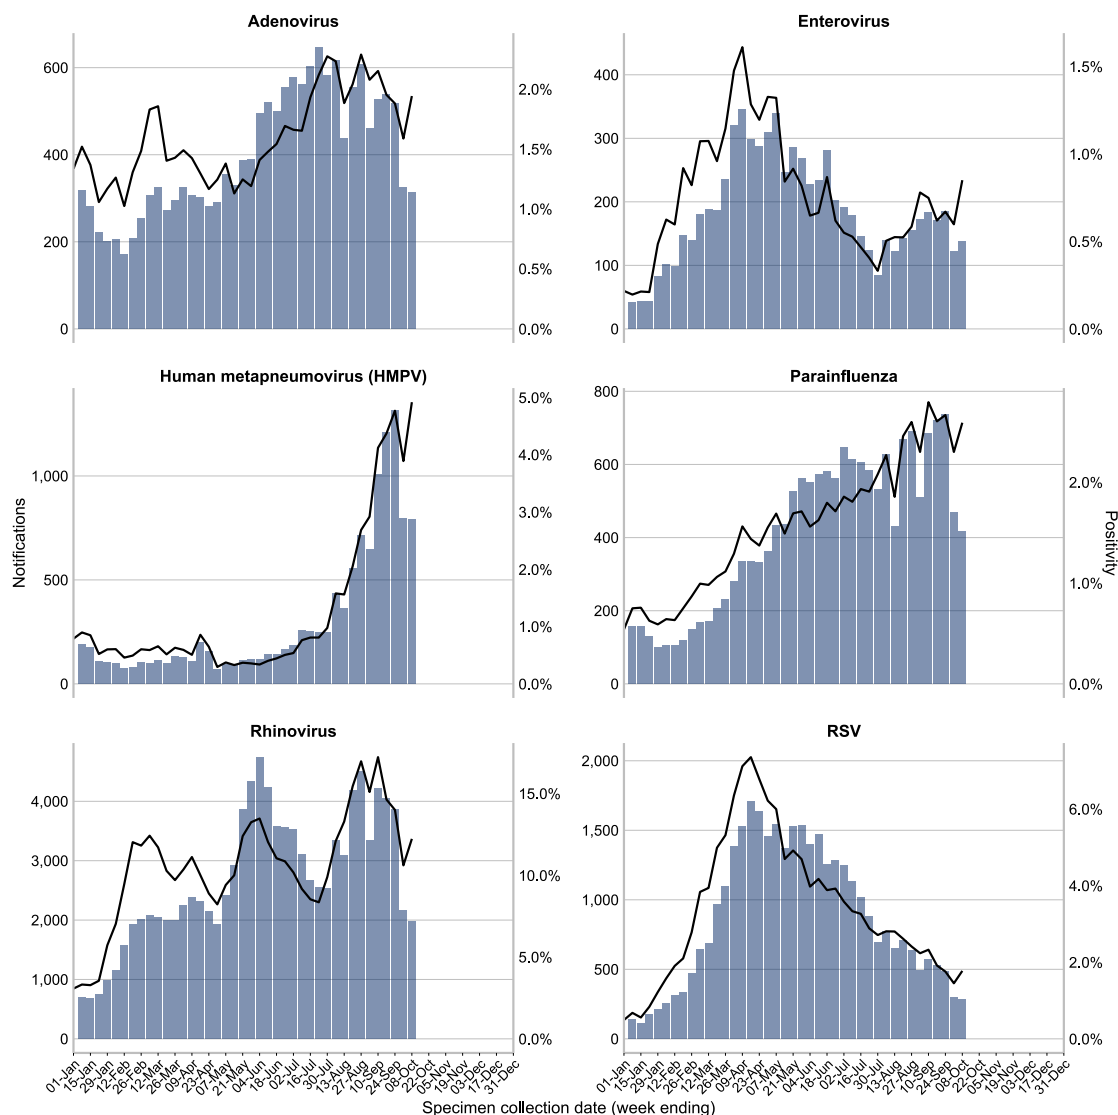 Adenovirus
Enterovirus
600
400
200
0
2.0%
1.5%
1.0%
0.5%
0.0%
400
300
200
100
0
1.5%
1.0%
0.5%
0.0%
Human metapneumovirus (HMPV)
Parainfluenza
Notifications
1,000
500
0
5.0%
4.0%
3.0%
2.0%
1.0%
0.0%
800
600
400
200
0
2.0%
1.0%
0.0%
Positivity
Rhinovirus
RSV
4,000
3,000
2,000
1,000
0
15.0%
10.0%
5.0%
0.0%
2,000
1,500
1,000
500
0
6.0%
4.0%
2.0%
0.0%
01-Jan
15-Jan
29-Jan
12-Feb
26-Feb
12-Mar
26-Mar
09-Apr
23-Apr
07-May
21-May
04-Jun
18-Jun
02-Jul
16-Jul
30-Jul
13-Aug
27-Aug
10-Sep
24-Sep
08-Oct
22-Oct
05-Nov
19-Nov
03-Dec
17-Dec
31-Dec
01-Jan
15-Jan
29-Jan
12-Feb
26-Feb
12-Mar
26-Mar
09-Apr
23-Apr
07-May
21-May
04-Jun
18-Jun
02-Jul
16-Jul
30-Jul
13-Aug
27-Aug
10-Sep
24-Sep
08-Oct
22-Oct
05-Nov
19-Nov
03-Dec
17-Dec
31-Dec
Specimen collection date (week ending)